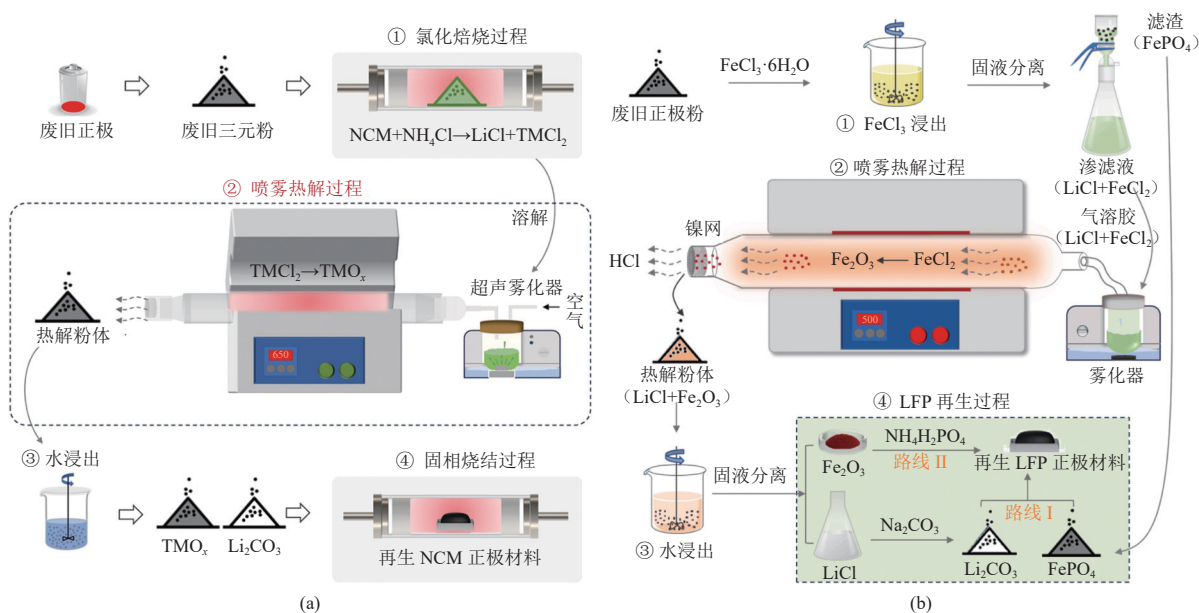 ① 氯化焙烧过程
废旧正极
废旧三元粉
NCM+NH₄Cl→LiCl+TMCl₂
② 喷雾热解过程
溶解
TMCl₂→TMOₓ
超声雾化器
空气
热解粉体
650
③ 水浸出
TMOₓ
Li₂CO₃
④ 固相烧结过程
再生 NCM 正极材料
(a)
废旧正极粉
FeCl₃·6H₂O
① FeCl₃ 浸出
固液分离
滤渣
（FePO₄）
渗滤液
（LiCl+FeCl₂）
② 喷雾热解过程
气溶胶
（LiCl+FeCl₂）
镍网
HCl
Fe₂O₃
FeCl₂
500
雾化器
热解粉体
（LiCl+Fe₂O₃）
③ 水浸出
固液分离
④ LFP 再生过程
Fe₂O₃
NH₄H₂PO₄
路线 II
再生 LFP 正极材料
路线 I
LiCl
Na₂CO₃
Li₂CO₃
FePO₄
(b)